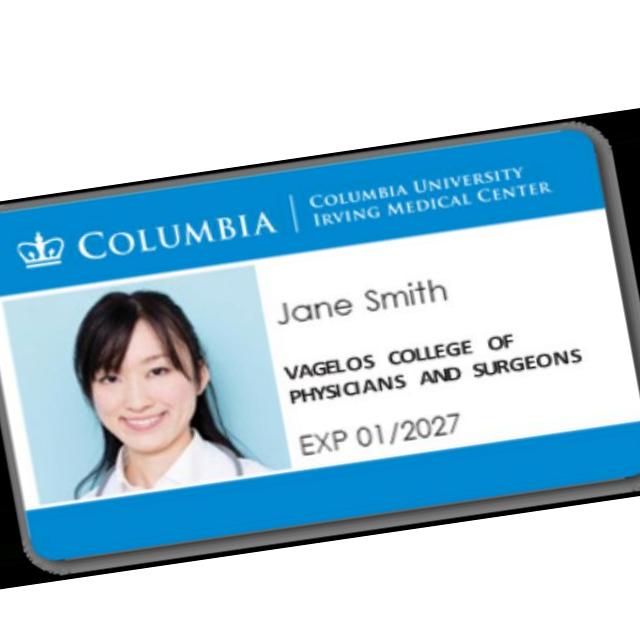 COLUMBIA
COLUMBIA UNIVERSITY
IRVING MEDICAL CENTER
Jane Smith
VAGELOS COLLEGE OF
PHYSICIANS AND SURGEONS
EXP 01/2027